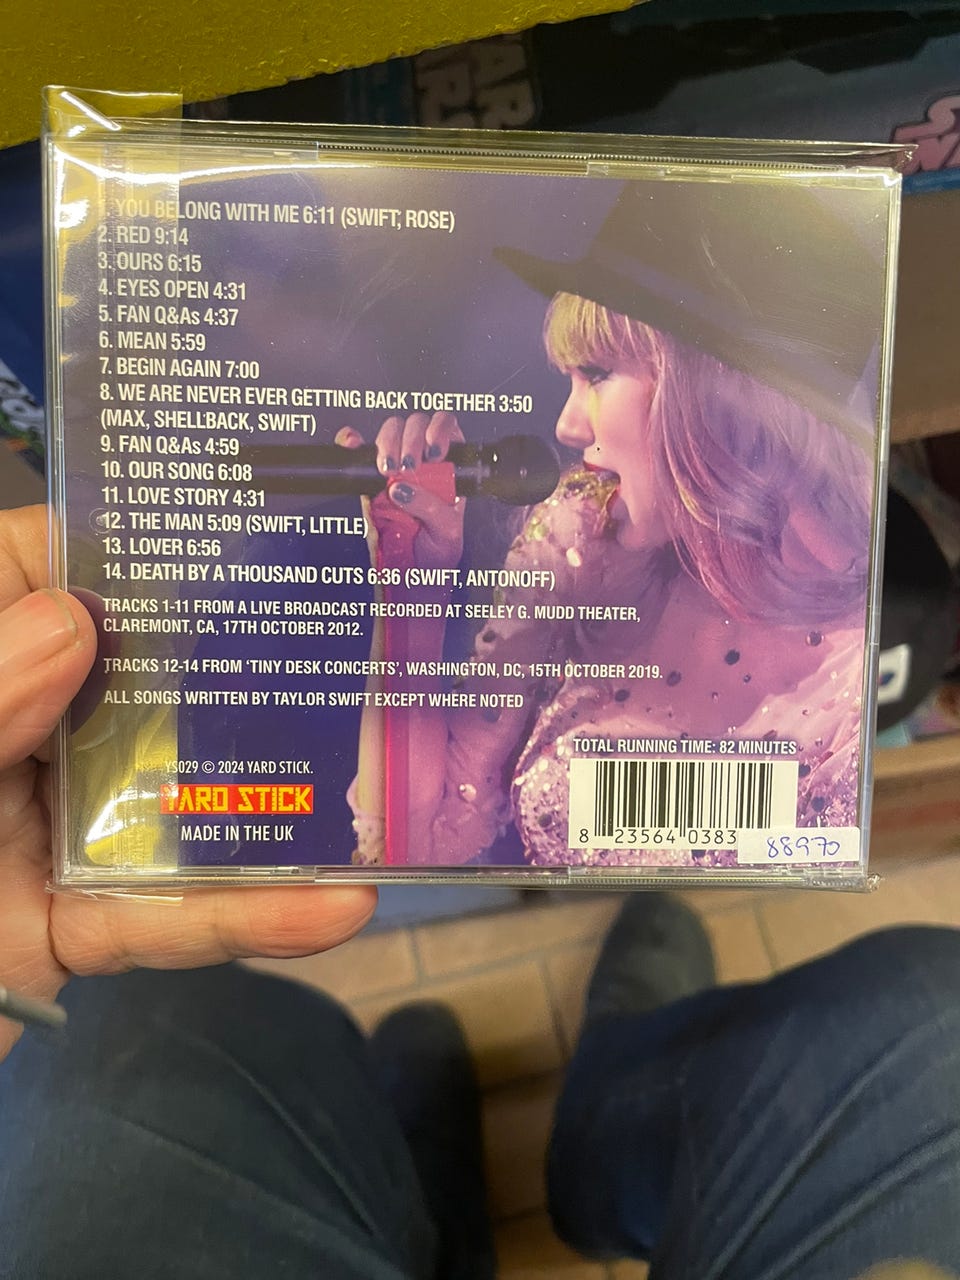 1. YOU BELONG WITH ME 6:11 (SWIFT, ROSE)
2. RED 9:14
3. OURS 6:15
4. EYES OPEN 4:31
5. FAN Q&As 4:37
6. MEAN 5:59
7. BEGIN AGAIN 7:00
8. WE ARE NEVER EVER GETTING BACK TOGETHER 3:50
(MAX, SHELLBACK, SWIFT)
9. FAN Q&As 4:59
10. OUR SONG 6:08
11. LOVE STORY 4:31
12. THE MAN 5:09 (SWIFT, LITTLE)
13. LOVER 6:56
14. DEATH BY A THOUSAND CUTS 6:36 (SWIFT, ANTONOFF)
TRACKS 1-11 FROM A LIVE BROADCAST RECORDED AT SEELEY G. MUDD THEATER,
CLAREMONT, CA, 17TH OCTOBER 2012.
TRACKS 12-14 FROM ‘TINY DESK CONCERTS’, WASHINGTON, DC, 15TH OCTOBER 2019.
ALL SONGS WRITTEN BY TAYLOR SWIFT EXCEPT WHERE NOTED
TOTAL RUNNING TIME: 82 MINUTES
YS029 © 2024 YARD STICK.
YARD STICK
MADE IN THE UK
8 23564 0383
88970